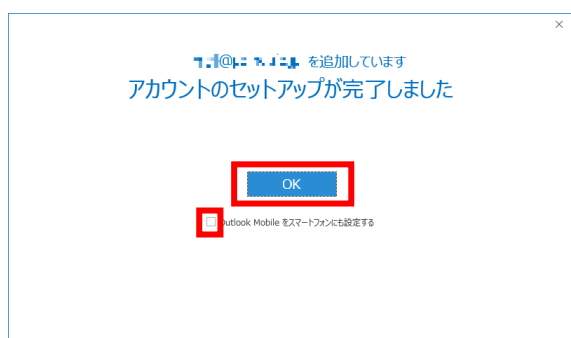 を追加しています
アカウントのセットアップが完了しました
OK
Outlook Mobile をスマートフォンにも設定する